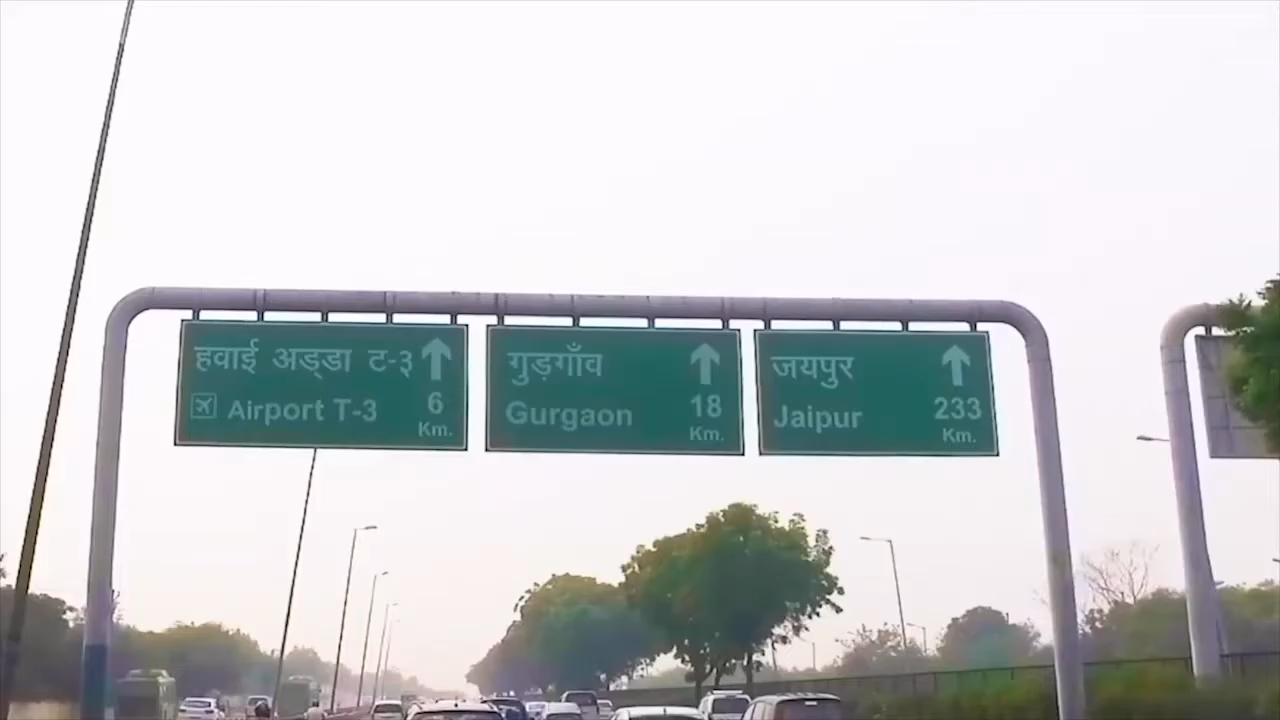 हवाई अड्डा ट-३
Airport T-3
6
Km.
गुड़गाँव
Gurgaon
18
Km.
जयपुर
Jaipur
233
Km.